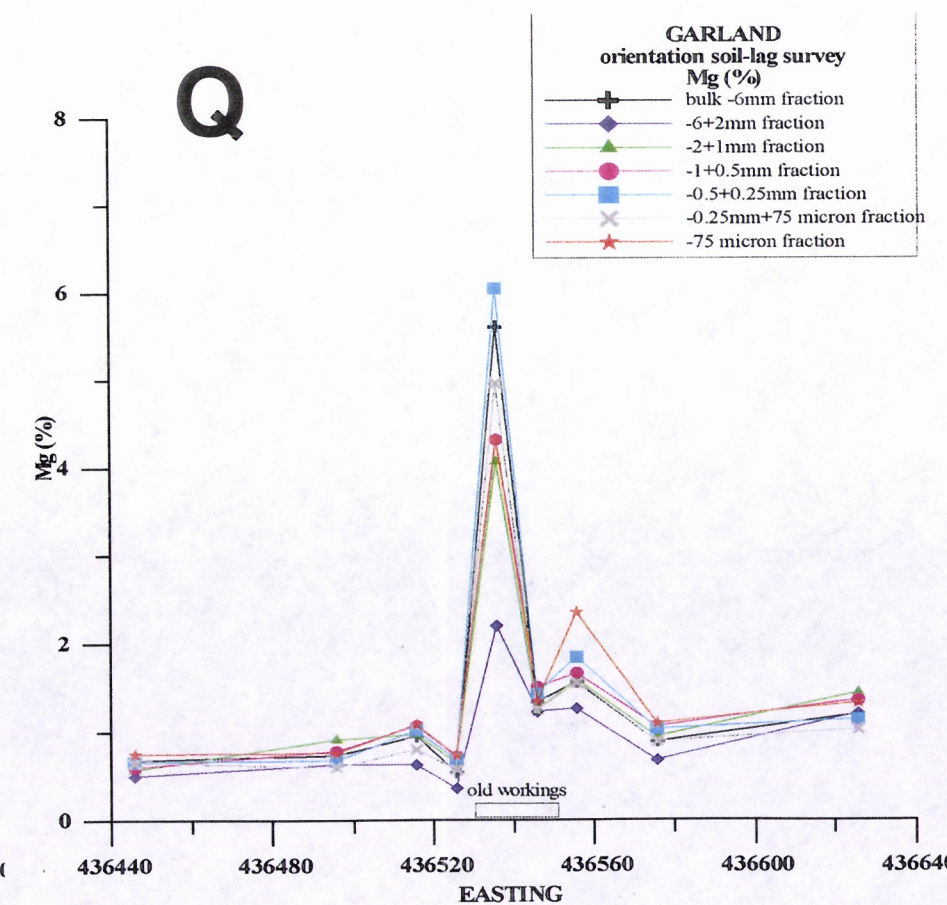 GARLAND
orientation soil-lag survey
Mg (%)
bulk -6mm fraction
-6+2mm fraction
-2+1mm fraction
-1+0.5mm fraction
-0.5+0.25mm fraction
-0.25mm+75 micron fraction
-75 micron fraction
Q
8
6
4
2
0
Mg (%)
old workings
436440 436480 436520 436560 436600 43664
EASTING